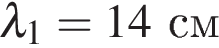 λ₁ = 14 см